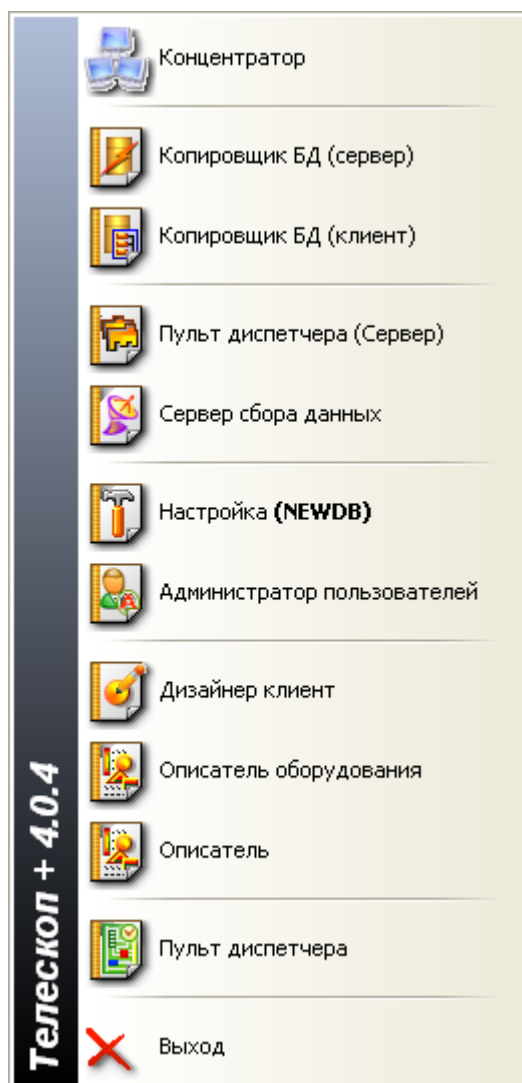 Концентратор
Копировщик БД (сервер)
Копировщик БД (клиент)
Пульт диспетчера (Сервер)
Сервер сбора данных
Настройка (NEWDB)
Администратор пользователей
Дизайнер клиент
Описатель оборудования
Описатель
Пульт диспетчера
Выход
Телескоп + 4.0.4